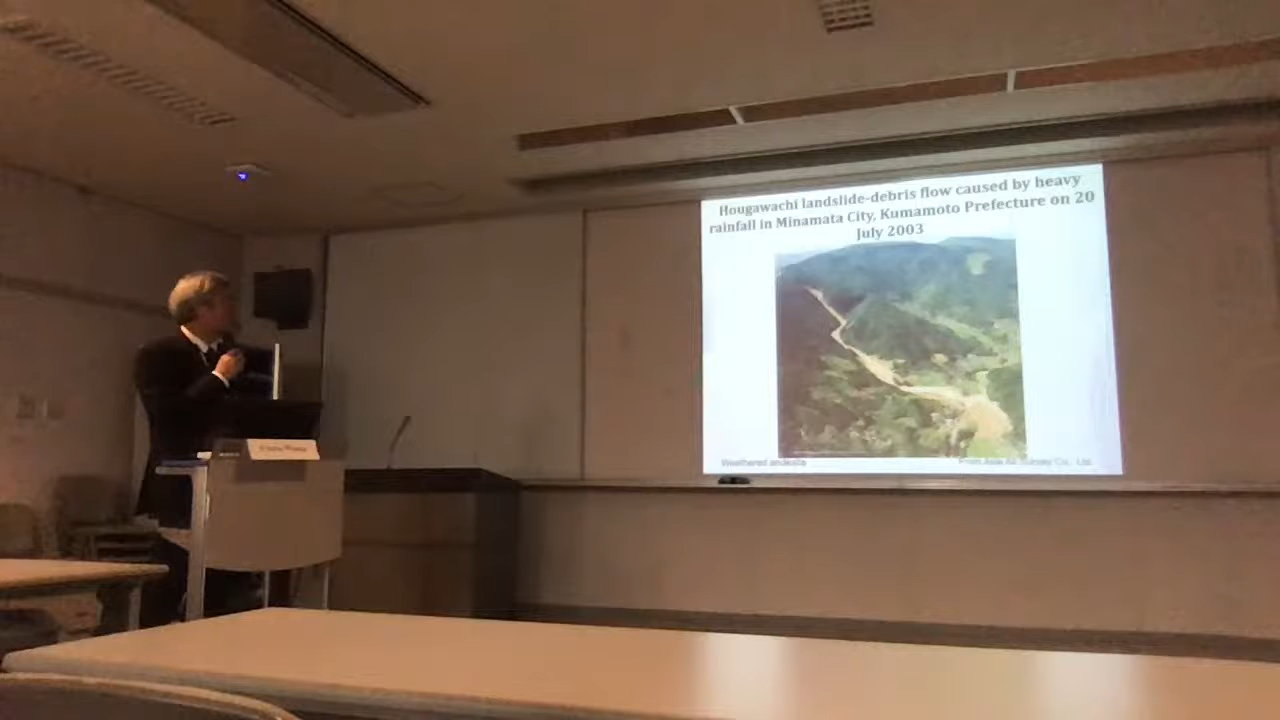 Hougawachi landslide-debris flow caused by heavy
rainfall in Minamata City, Kumamoto Prefecture on 20
July 2003
Weathered andesite
From Asia Air Survey Co., Ltd.